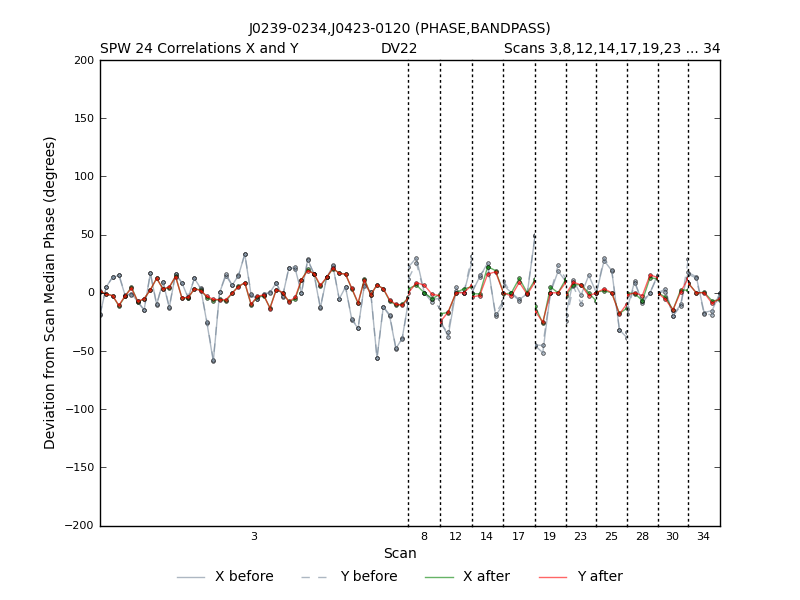 J0239-0234,J0423-0120 (PHASE,BANDPASS)
SPW 24 Correlations X and Y DV22 Scans 3,8,12,14,17,19,23 ... 34
200
150
100
50
0
−50
−100
−150
−200
Deviation from Scan Median Phase (degrees)
3 8 12 14 17 19 23 25 28 30 34
Scan
X before Y before X after Y after